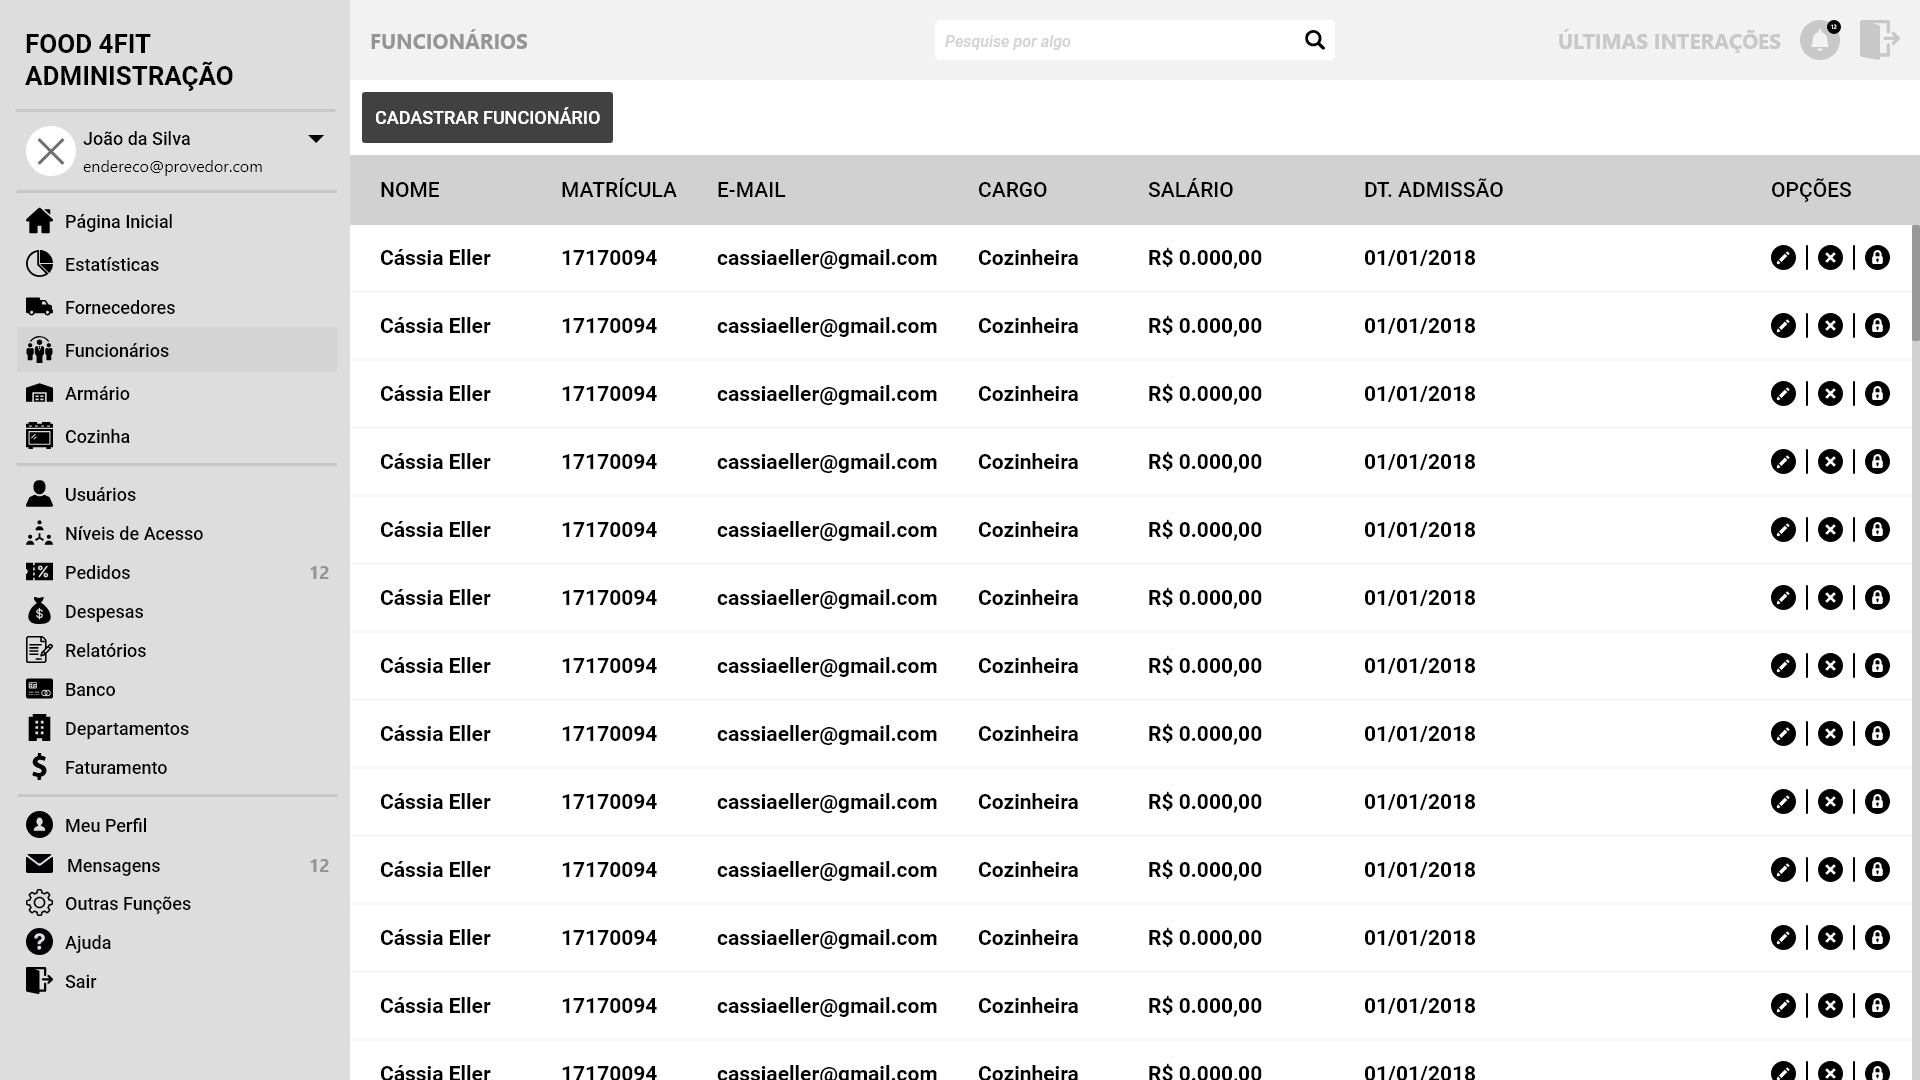 FOOD 4FIT
ADMINISTRAÇÃO
João da Silva
endereco@provedor.com
Página Inicial
Estatísticas
Fornecedores
Funcionários
Armário
Cozinha
Usuários
Níveis de Acesso
Pedidos 12
Despesas
Relatórios
Banco
Departamentos
Faturamento
Meu Perfil
Mensagens 12
Outras Funções
Ajuda
Sair
FUNCIONÁRIOS
Pesquise por algo
ÚLTIMAS INTERAÇÕES
12
CADASTRAR FUNCIONÁRIO
NOME MATRÍCULA E-MAIL CARGO SALÁRIO DT. ADMISSÃO OPÇÕES
Cássia Eller 17170094 cassiaeller@gmail.com Cozinheira R$ 0.000,00 01/01/2018
Cássia Eller 17170094 cassiaeller@gmail.com Cozinheira R$ 0.000,00 01/01/2018
Cássia Eller 17170094 cassiaeller@gmail.com Cozinheira R$ 0.000,00 01/01/2018
Cássia Eller 17170094 cassiaeller@gmail.com Cozinheira R$ 0.000,00 01/01/2018
Cássia Eller 17170094 cassiaeller@gmail.com Cozinheira R$ 0.000,00 01/01/2018
Cássia Eller 17170094 cassiaeller@gmail.com Cozinheira R$ 0.000,00 01/01/2018
Cássia Eller 17170094 cassiaeller@gmail.com Cozinheira R$ 0.000,00 01/01/2018
Cássia Eller 17170094 cassiaeller@gmail.com Cozinheira R$ 0.000,00 01/01/2018
Cássia Eller 17170094 cassiaeller@gmail.com Cozinheira R$ 0.000,00 01/01/2018
Cássia Eller 17170094 cassiaeller@gmail.com Cozinheira R$ 0.000,00 01/01/2018
Cássia Eller 17170094 cassiaeller@gmail.com Cozinheira R$ 0.000,00 01/01/2018
Cássia Eller 17170094 cassiaeller@gmail.com Cozinheira R$ 0.000,00 01/01/2018
Cássia Eller 17170094 cassiaeller@gmail.com Cozinheira R$ 0.000,00 01/01/2018